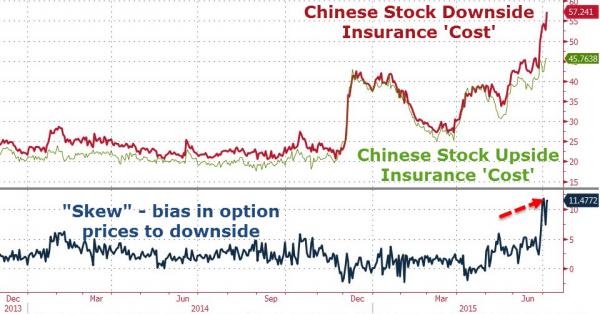 Chinese Stock Downside
Insurance 'Cost'
57.241
55
50
45.7638
40
35
30
25
20
15
Chinese Stock Upside
Insurance 'Cost'
"Skew" - bias in option
prices to downside
11.4772
10
5
0
Dec Mar Jun Sep Dec Mar Jun
2013 2014 2015